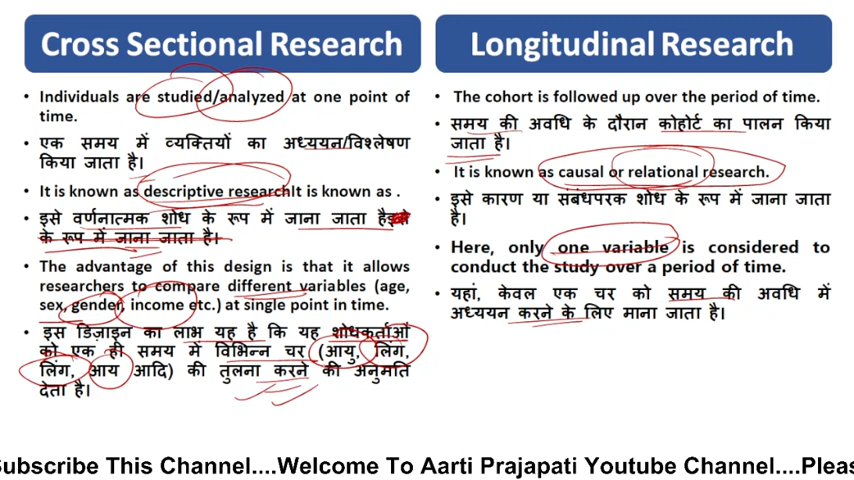 Cross Sectional Research
• Individuals are studied/analyzed at one point of
time.
• एक समय में व्यक्तियों का अध्ययन/विश्लेषण
किया जाता है।
• It is known as descriptive researchIt is known as .
• इसे वर्णनात्मक शोध के रूप में जाना जाता हैइसे
के रूप में जाना जाता है।
• The advantage of this design is that it allows
researchers to compare different variables (age,
sex, gender, income etc.) at single point in time.
• इस डिज़ाइन का लाभ यह है कि यह शोधकर्ताओं
को एक ही समय में विभिन्न चर (आयु, लिंग,
लिंग, आय आदि) की तुलना करने की अनुमति
देता है।
Longitudinal Research
• The cohort is followed up over the period of time.
• समय की अवधि के दौरान कोहोर्ट का पालन किया
जाता है।
• It is known as causal or relational research.
• इसे कारण या संबंधपरक शोध के रूप में जाना जाता
है।
• Here, only one variable is considered to
conduct the study over a period of time.
• यहां, केवल एक चर को समय की अवधि में
अध्ययन करने के लिए माना जाता है।
Subscribe This Channel....Welcome To Aarti Prajapati Youtube Channel....Pleas